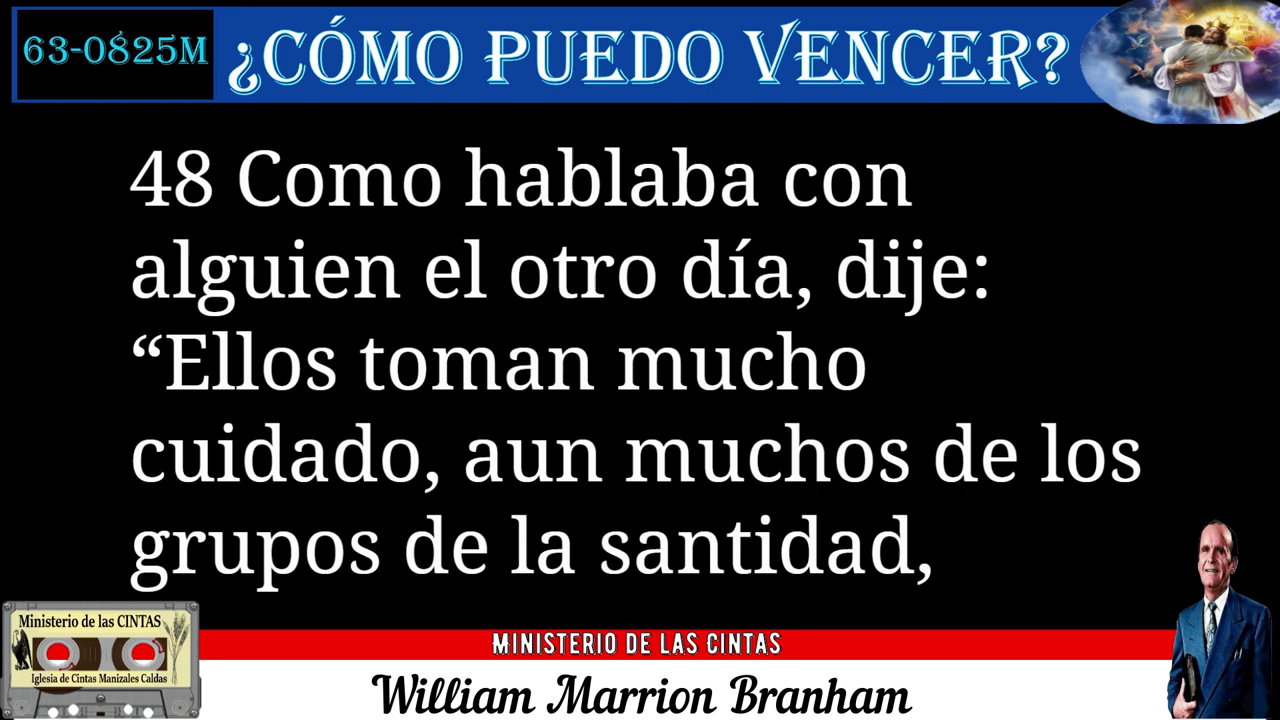 63-0825M
¿CÓMO PUEDO VENCER?
48 Como hablaba con
alguien el otro día, dije:
“Ellos toman mucho
cuidado, aun muchos de los
grupos de la santidad,
Ministerio de las CINTAS
Iglesia de Cintas Manizales Caldas
MINISTERIO DE LAS CINTAS
William Marrion Branham